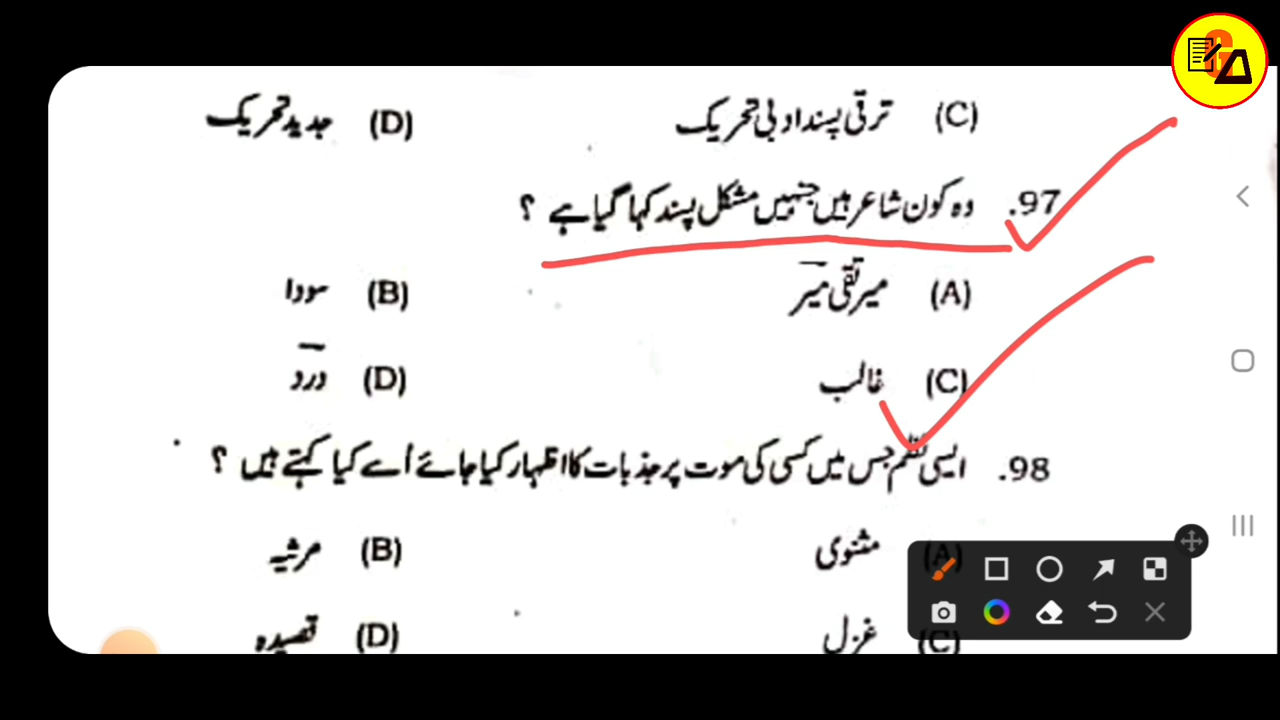 (C) ترقی پسند ادبی تحریک (D) جدید تحریک
97. وہ کون شاعر ہیں جنہیں مشکل پسند کہا گیا ہے ؟
(A) میر تقی میر (B) سودا
(C) غالب (D) درد
98. ایسی نظم جس میں کسی کی موت پر جذبات کا اظہار کیا جائے اُسے کیا کہتے ہیں ؟
(A) مثنوی (B) مرثیہ
(C) غزل (D) قصیدہ